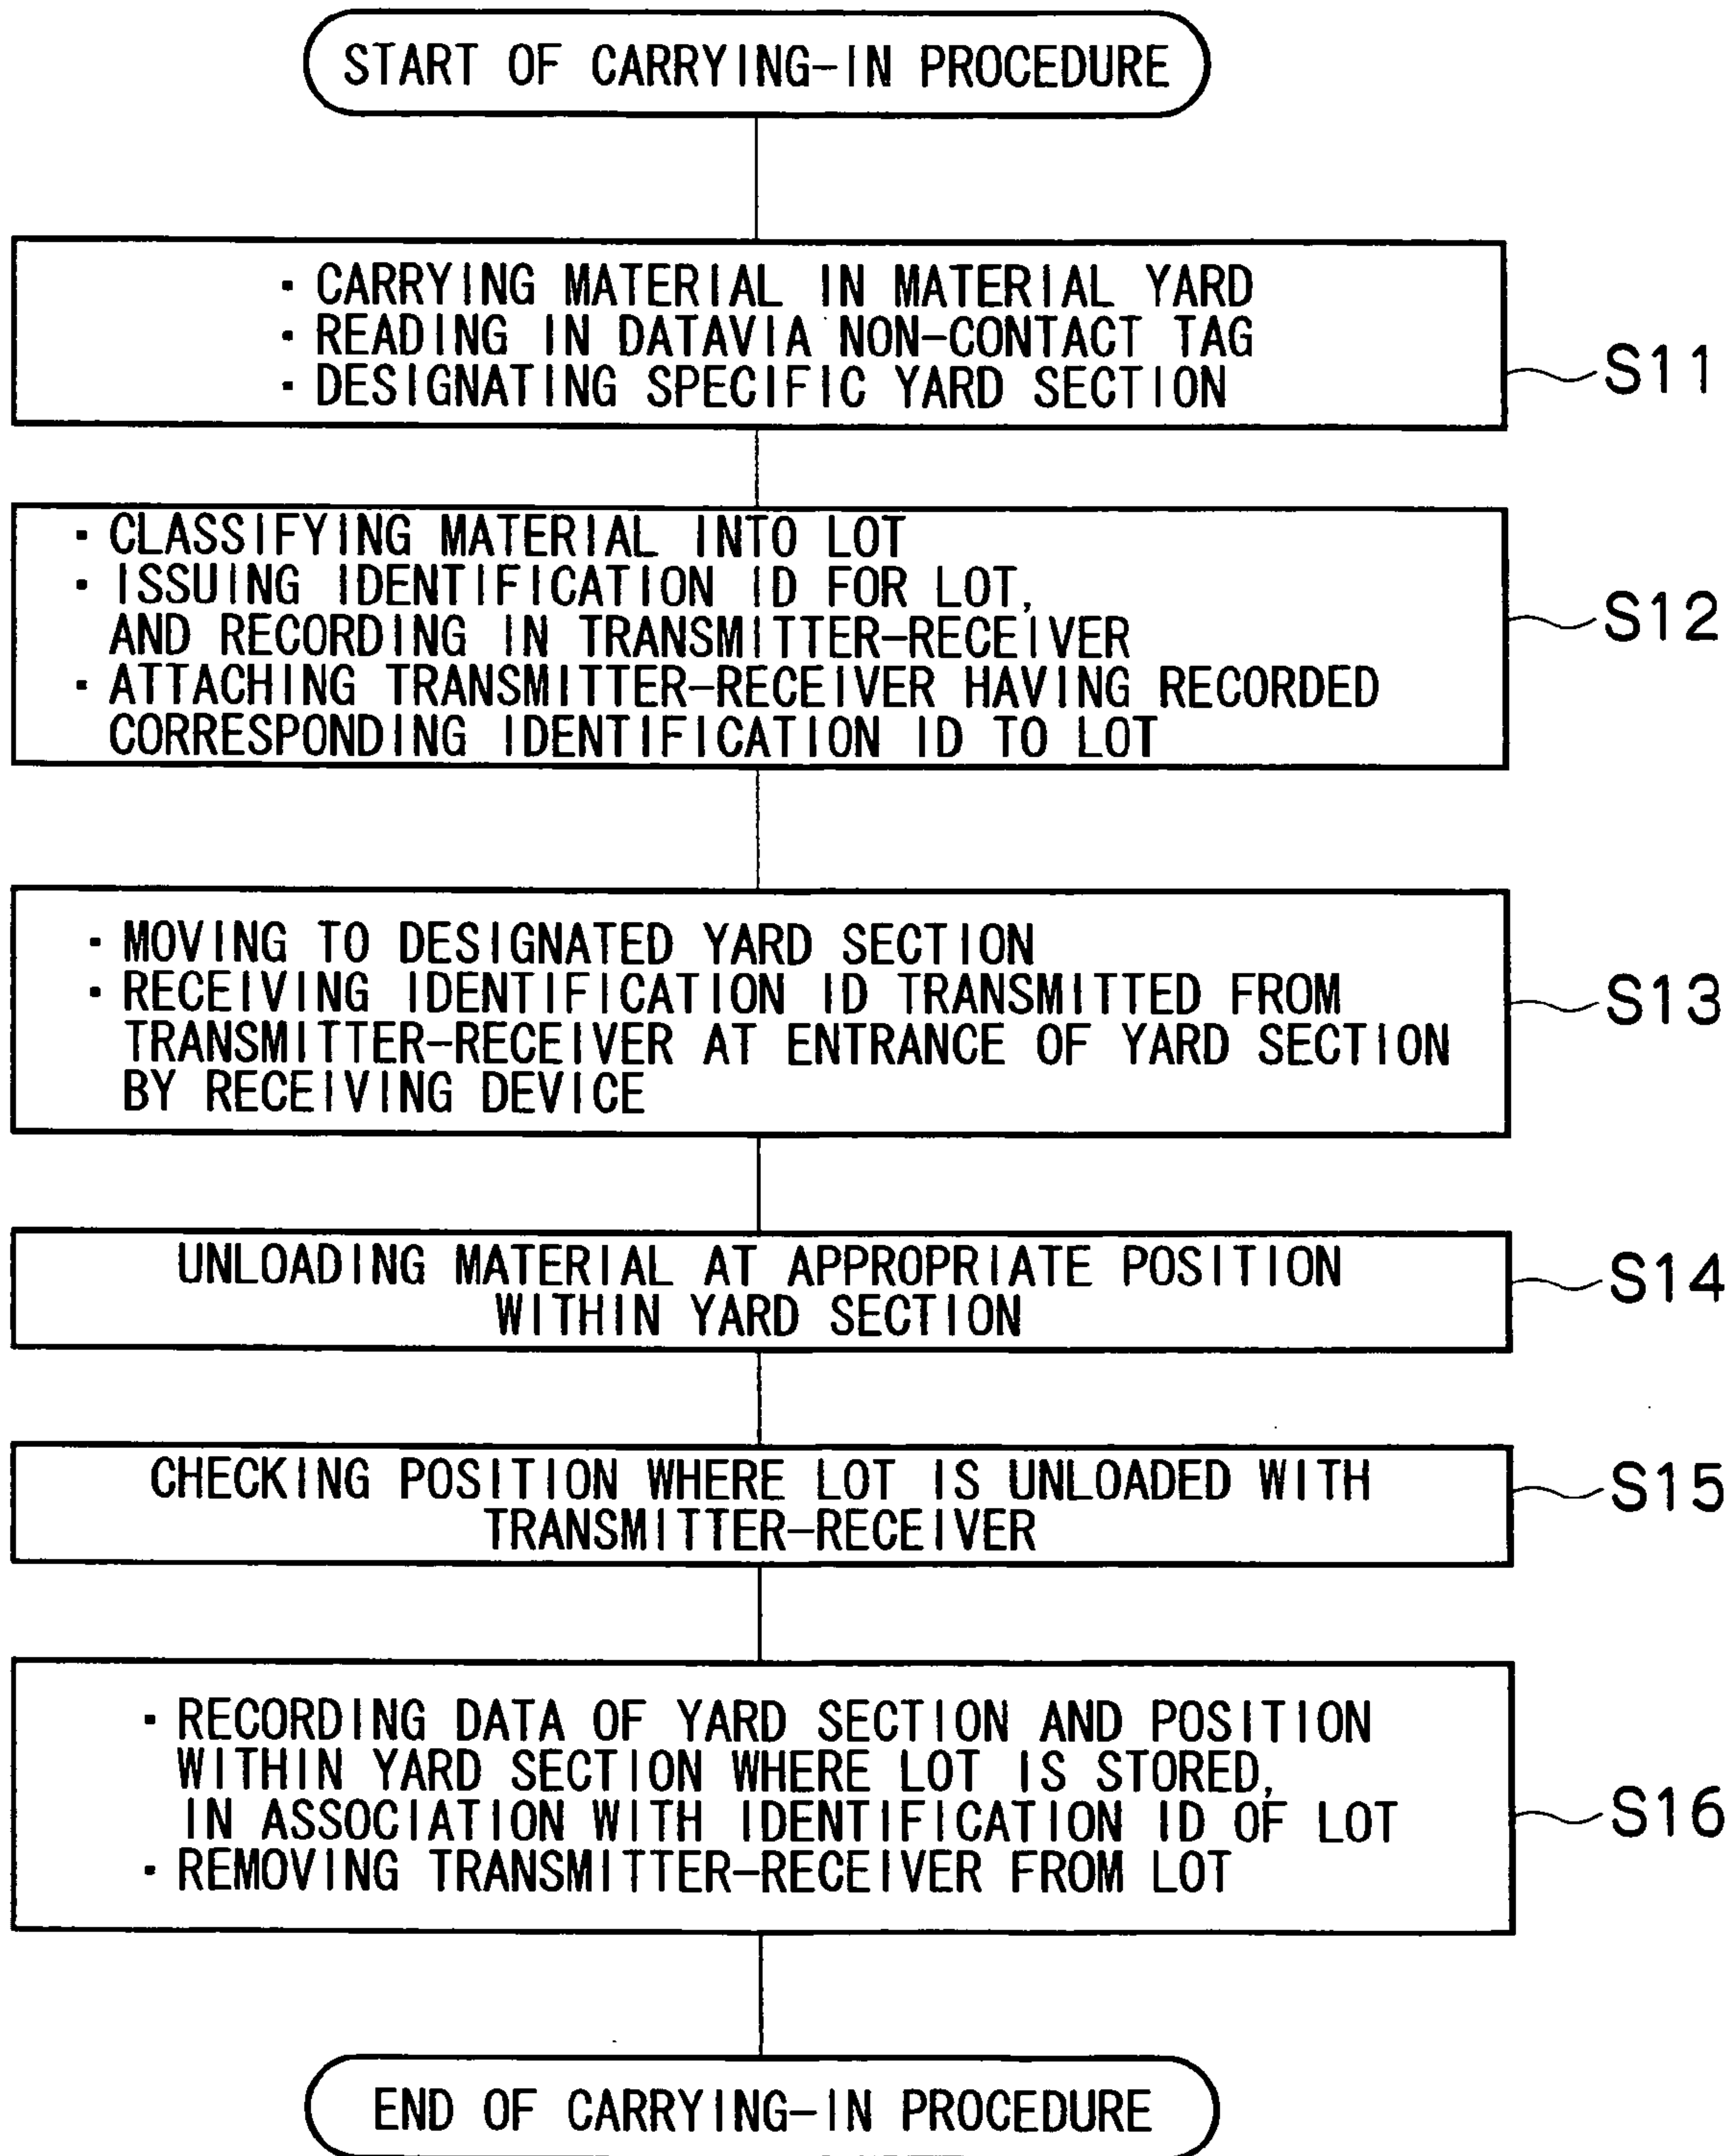 START OF CARRYING-IN PROCEDURE
· CARRYING MATERIAL IN MATERIAL YARD
· READING IN DATAVIA NON-CONTACT TAG
· DESIGNATING SPECIFIC YARD SECTION
S11
· CLASSIFYING MATERIAL INTO LOT
· ISSUING IDENTIFICATION ID FOR LOT,
AND RECORDING IN TRANSMITTER-RECEIVER
· ATTACHING TRANSMITTER-RECEIVER HAVING RECORDED
CORRESPONDING IDENTIFICATION ID TO LOT
S12
· MOVING TO DESIGNATED YARD SECTION
· RECEIVING IDENTIFICATION ID TRANSMITTED FROM
TRANSMITTER-RECEIVER AT ENTRANCE OF YARD SECTION
BY RECEIVING DEVICE
S13
UNLOADING MATERIAL AT APPROPRIATE POSITION
WITHIN YARD SECTION
S14
CHECKING POSITION WHERE LOT IS UNLOADED WITH
TRANSMITTER-RECEIVER
S15
· RECORDING DATA OF YARD SECTION AND POSITION
WITHIN YARD SECTION WHERE LOT IS STORED,
IN ASSOCIATION WITH IDENTIFICATION ID OF LOT
· REMOVING TRANSMITTER-RECEIVER FROM LOT
S16
END OF CARRYING-IN PROCEDURE